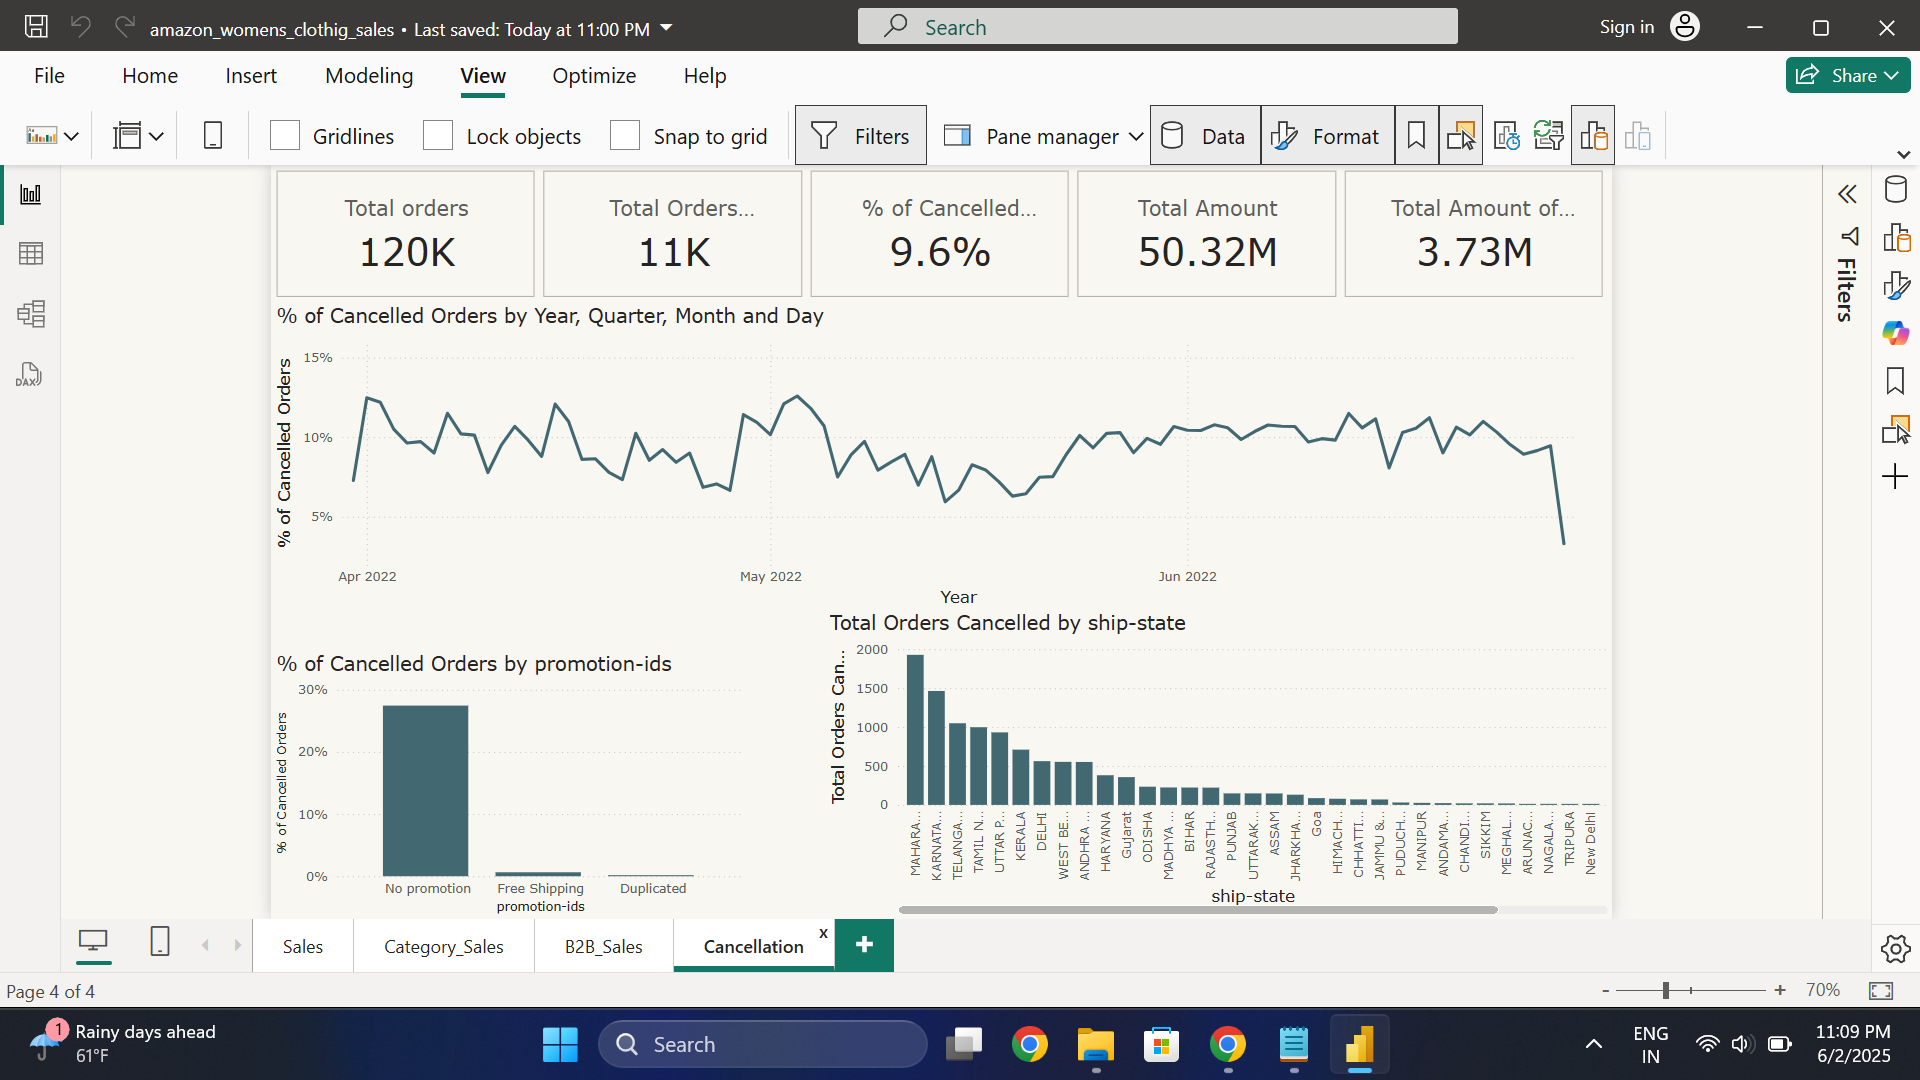 amazon_womens_clothig_sales • Last saved: Today at 11:00 PM
Search
Sign in
File Home Insert Modeling View Optimize Help
Share
Gridlines Lock objects Snap to grid Filters Pane manager Data Format
Total orders
120K
Total Orders...
11K
% of Cancelled...
9.6%
Total Amount
50.32M
Total Amount of...
3.73M
Filters
DAX
% of Cancelled Orders by Year, Quarter, Month and Day
% of Cancelled Orders
15%
10%
5%
Apr 2022 May 2022 Jun 2022
Year
% of Cancelled Orders by promotion-ids
% of Cancelled Orders
30%
20%
10%
0%
No promotion Free Shipping Duplicated
promotion-ids
Total Orders Cancelled by ship-state
Total Orders Can...
2000
1500
1000
500
0
MAHARA...
KARNATA...
TELANGA...
TAMIL N...
UTTAR P...
KERALA
DELHI
WEST BE...
ANDHRA ...
HARYANA
Gujarat
ODISHA
MADHYA ...
BIHAR
RAJASTH...
PUNJAB
UTTARAK...
ASSAM
JHARKHA...
Goa
HIMACH...
CHHATTI...
JAMMU &...
PUDUCH...
MANIPUR
ANDAMA...
CHANDI...
SIKKIM
MEGHAL...
ARUNAC...
NAGALA...
TRIPURA
New Delhi
ship-state
Sales Category_Sales B2B_Sales Cancellation x +
Page 4 of 4
- + 70%
1
Rainy days ahead
61°F
Search
ENG
IN
11:09 PM
6/2/2025